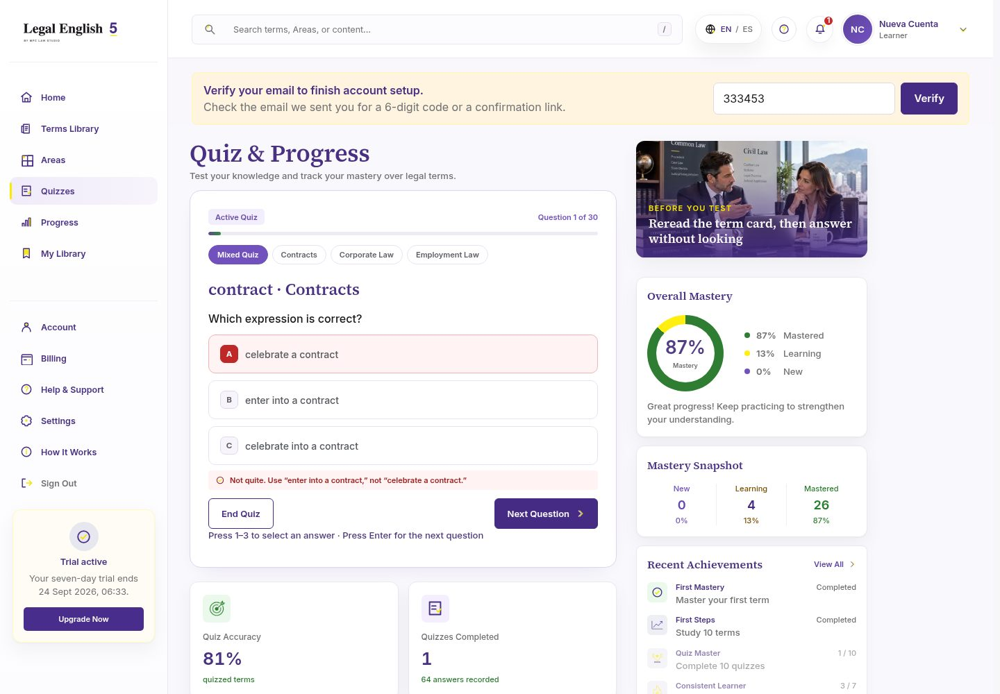 Legal English 5
BY MPC LAW STUDIO
Search terms, Areas, or content...
/
EN / ES
1
NC
Nueva Cuenta
Learner
Home
Terms Library
Areas
Quizzes
Progress
My Library
Account
Billing
Help & Support
Settings
How It Works
Sign Out
Trial active
Your seven-day trial ends
24 Sept 2026, 06:33.
Upgrade Now
Verify your email to finish account setup.
Check the email we sent you for a 6-digit code or a confirmation link.
333453
Verify
Quiz & Progress
Test your knowledge and track your mastery over legal terms.
Active Quiz
Question 1 of 30
Mixed Quiz
Contracts
Corporate Law
Employment Law
contract · Contracts
Which expression is correct?
A
celebrate a contract
B
enter into a contract
C
celebrate into a contract
Not quite. Use “enter into a contract,” not “celebrate a contract.”
End Quiz
Next Question
Press 1–3 to select an answer · Press Enter for the next question
Quiz Accuracy
81%
quizzed terms
Quizzes Completed
1
64 answers recorded
Common Law
Civil Law
BEFORE YOU TEST
Reread the term card, then answer
without looking
Overall Mastery
87%
Mastery
87% Mastered
13% Learning
0% New
Great progress! Keep practicing to strengthen
your understanding.
Mastery Snapshot
New
0
0%
Learning
4
13%
Mastered
26
87%
Recent Achievements
View All
First Mastery
Completed
Master your first term
First Steps
Completed
Study 10 terms
Quiz Master
1 / 10
Complete 10 quizzes
Consistent Learner
3 / 7